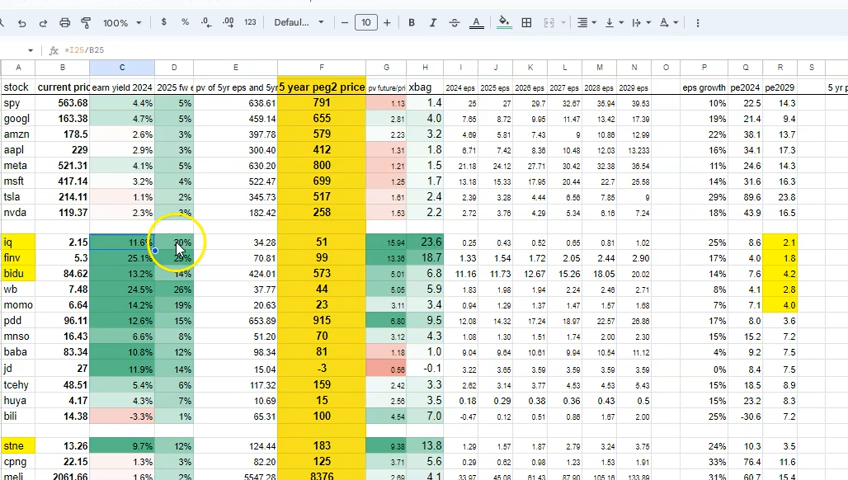 100% $ % .0 .00 123 Defaul... − 10 + B I A
fx =I25/B25
A B C D E F G H I J K L M N O P Q R S
stock current pric earn yield 2024 2025 fw e pv of 5yr eps and 5yr 5 year peg2 price pv future/pri xbag 2024 eps 2025 eps 2026 eps 2027 eps 2028 eps 2029 eps eps growth pe2024 pe2029 5 yr p
spy 563.68 4.4% 5% 638.61 791 1.13 1.4 25 27 29.7 32.67 35.94 39.53 10% 22.5 14.3
googl 163.38 4.7% 5% 459.14 655 2.81 4.0 7.66 8.72 9.95 11.47 13.42 17.39 19% 21.4 9.4
amzn 178.5 2.6% 3% 397.78 579 2.23 3.2 4.69 5.81 7.43 9 10.86 12.99 22% 38.1 13.7
aapl 229 2.9% 3% 300.40 412 1.31 1.8 6.71 7.42 8.36 10.48 12.03 13.233 16% 34.1 17.3
meta 521.31 4.1% 5% 630.20 800 1.21 1.5 21.18 24.12 27.71 30.42 32.38 36.54 11% 24.6 14.3
msft 417.14 3.2% 4% 522.47 699 1.25 1.7 13.18 15.33 17.95 20.44 22.7 25.58 14% 31.6 16.3
tsla 214.11 1.1% 2% 345.73 517 1.61 2.4 2.39 3.28 4.44 6.56 7.86 9 29% 89.6 23.8
nvda 119.37 2.3% 3% 182.42 258 1.53 2.2 2.72 3.76 4.29 5.34 6.16 7.24 18% 43.9 16.5
iq 2.15 11.6% 20% 34.28 51 15.94 23.6 0.25 0.43 0.52 0.65 0.81 1.02 25% 8.6 2.1
finv 5.3 25.1% 29% 70.81 99 13.36 18.7 1.33 1.54 1.72 2.05 2.44 2.90 17% 4.0 1.8
bidu 84.62 13.2% 14% 424.01 573 5.01 6.8 11.16 11.73 12.67 15.26 18.05 20.02 14% 7.6 4.2
wb 7.48 24.5% 26% 37.77 44 5.05 5.9 1.83 1.98 1.94 2.24 2.46 2.71 8% 4.1 2.8
momo 6.64 14.2% 19% 20.63 23 3.11 3.4 0.94 1.29 1.37 1.48 1.57 1.68 7% 7.1 4.0
pdd 96.11 12.6% 15% 653.89 915 6.80 9.5 12.08 14.32 17.24 18.97 22.57 26.86 17% 8.0 3.6
mnso 16.43 6.6% 8% 51.20 70 3.12 4.3 1.08 1.30 1.51 1.74 2.00 2.30 15% 15.2 7.2
baba 83.34 10.8% 12% 98.34 81 1.18 1.0 9.04 9.64 10.61 9.94 10.54 11.12 4% 9.2 7.5
jd 27 11.9% 14% 15.04 -3 0.56 -0.1 3.22 3.65 3.59 3.59 3.59 3.59 0% 8.4 7.5
tcehy 48.51 5.4% 6% 117.32 159 2.42 3.3 2.62 3.14 3.77 4.53 4.53 5.43 15% 18.5 8.9
huya 4.17 4.3% 7% 10.69 15 2.56 3.5 0.18 0.29 0.38 0.36 0.43 0.5 15% 23.2 8.3
bili 14.38 -3.3% 1% 65.31 100 4.54 7.0 -0.47 0.12 0.51 0.86 1.67 2.00 25% -30.6 7.2
stne 13.26 9.7% 12% 124.44 183 9.38 13.8 1.29 1.57 1.87 2.79 3.24 3.75 24% 10.3 3.5
cpng 22.15 1.3% 3% 82.20 125 3.71 5.6 0.29 0.62 0.98 1.23 1.53 1.91 33% 76.4 11.6
meli 2061.66 1.6% 2% 5547.28 8376 2.69 4.1 33.97 45.08 87.90 105.16 133.89 31% 60.7 15.4